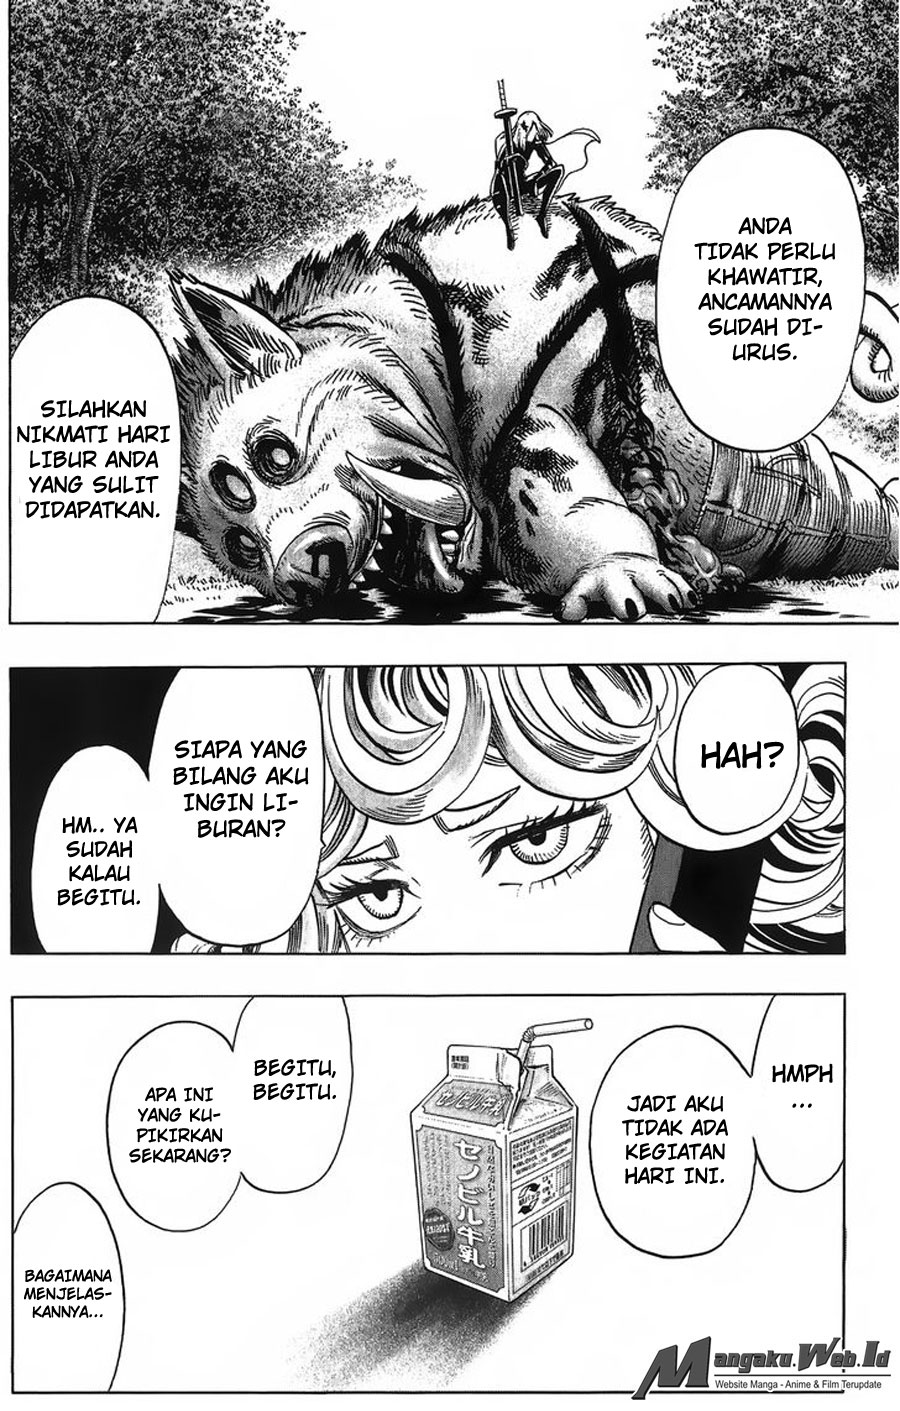 ANDA
TIDAK PERLU
KHAWATIR,
ANCAMANNYA
SUDAH DI-
URUS.
SILAHKAN
NIKMATI HARI
LIBUR ANDA
YANG SULIT
DIDAPATKAN.
HAH?
SIAPA YANG
BILANG AKU
INGIN LI-
BURAN?
HM.. YA
SUDAH
KALAU
BEGITU.
HMPH
...
JADI AKU
TIDAK ADA
KEGIATAN
HARI INI.
BEGITU,
BEGITU.
APA INI
YANG KU-
PIKIRKAN
SEKARANG?
セノビル牛乳
BAGAIMANA
MENJELAS-
KANNYA...
Mangaku.Web.Id
Website Manga - Anime & Film Terupdate